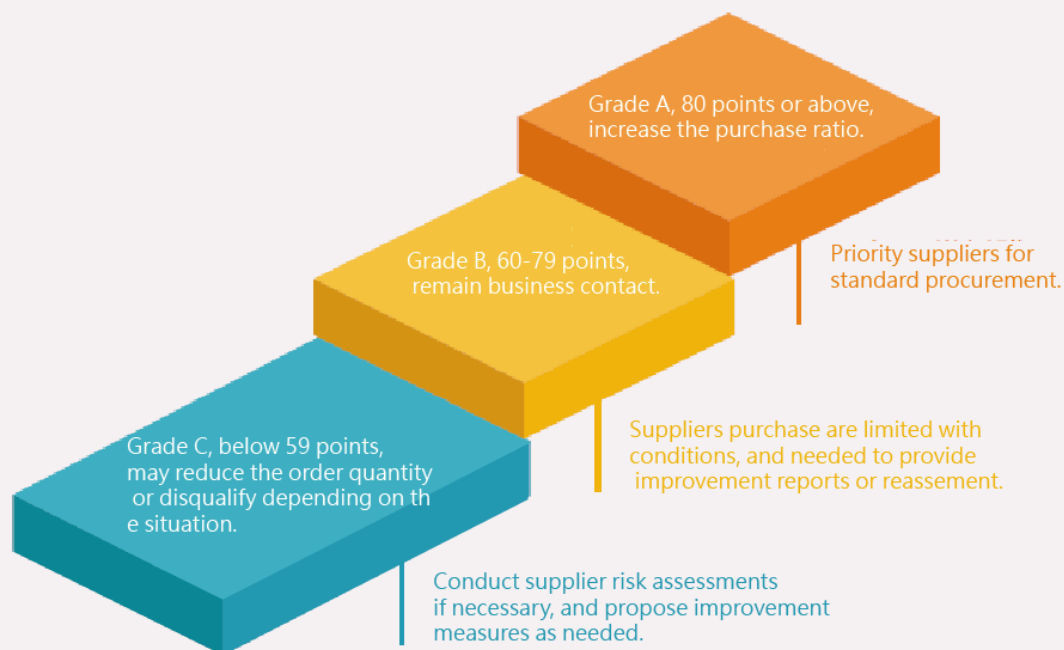 Grade A, 80 points or above,
increase the purchase ratio.
Priority suppliers for
standard procurement.
Grade B, 60-79 points,
remain business contact.
Suppliers purchase are limited with
conditions, and needed to provide
improvement reports or reassement.
Grade C, below 59 points,
may reduce the order quantity
or disqualify depending on th
e situation.
Conduct supplier risk assessments
if necessary, and propose improvement
measures as needed.